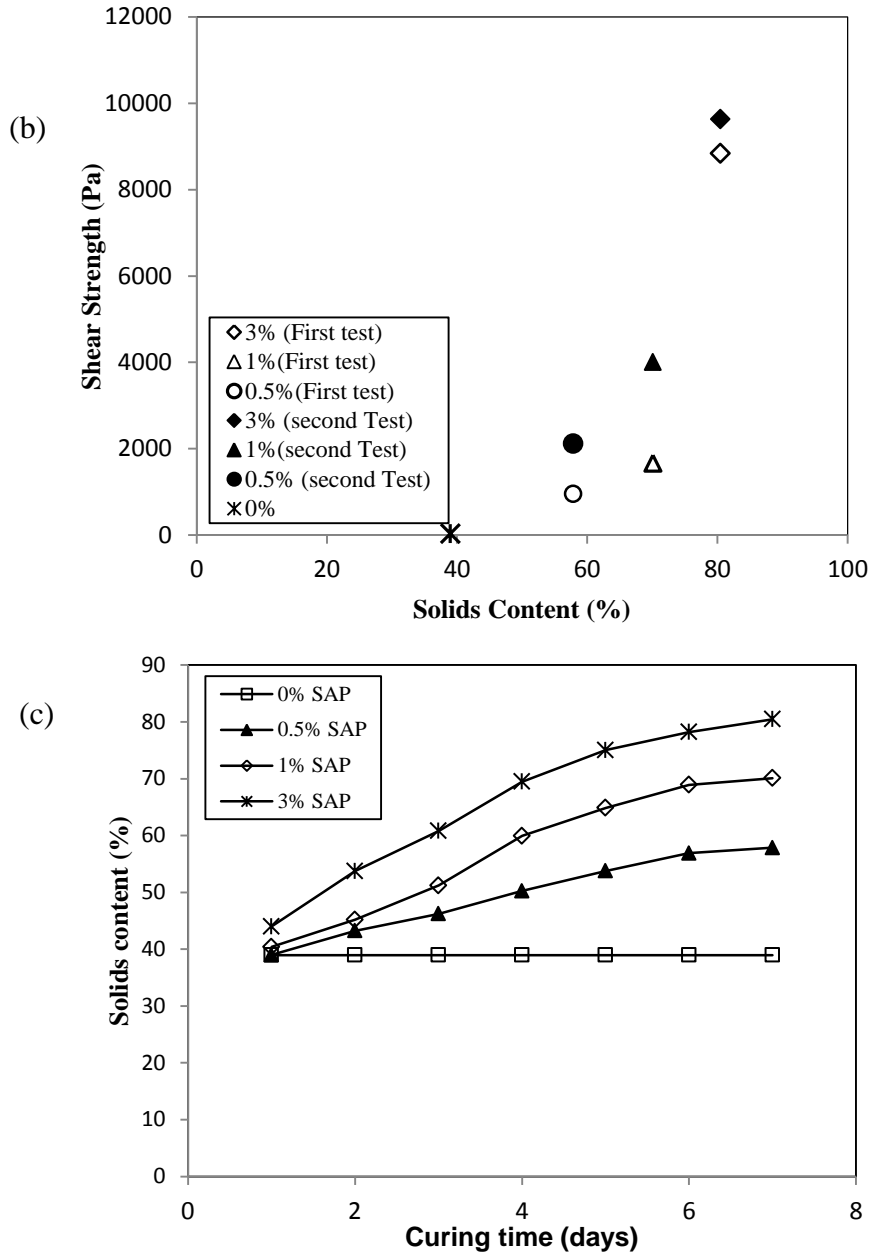 (b)
Shear Strength (Pa)
12000
10000
8000
6000
4000
2000
0
3% (First test)
1%(First test)
0.5%(First test)
3% (second Test)
1%(second Test)
0.5% (second Test)
0%
0 20 40 60 80 100
Solids Content (%)
(c)
Solids content (%)
90
80
70
60
50
40
30
20
10
0
0% SAP
0.5% SAP
1% SAP
3% SAP
0 2 4 6 8
Curing time (days)